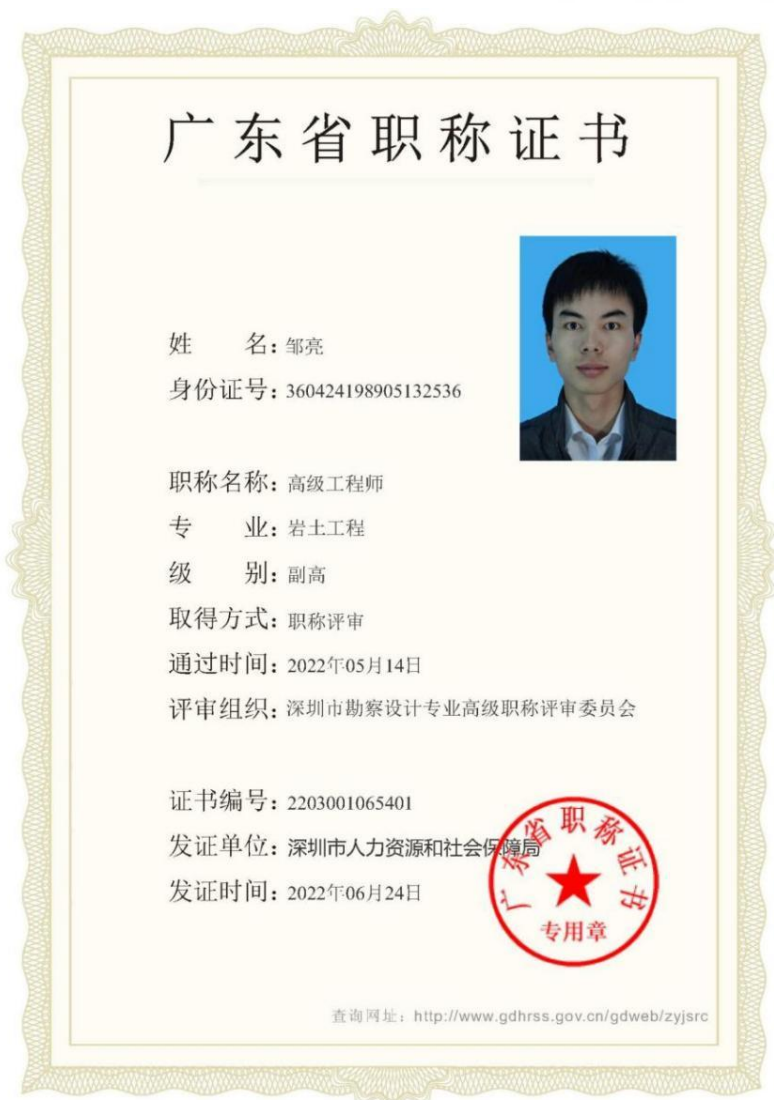 广东省职称证书
姓 名：邹亮
身份证号：360424198905132536
职称名称：高级工程师
专 业：岩土工程
级 别：副高
取得方式：职称评审
通过时间：2022年05月14日
评审组织：深圳市勘察设计专业高级职称评审委员会
证书编号：2203001065401
发证单位：深圳市人力资源和社会保障局
发证时间：2022年06月24日
广东省职称证书
专用章
查询网址：http://www.gdhrss.gov.cn/gdweb/zyjsrc